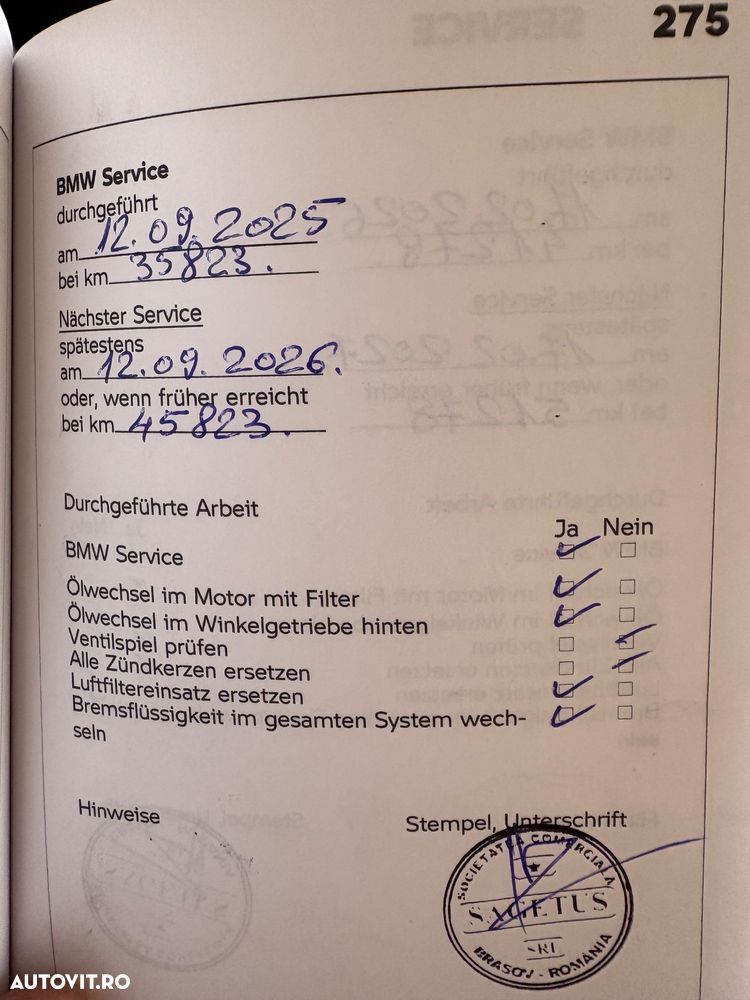 275
BMW Service
durchgeführt
am 12.09.2025
bei km 35823.
Nächster Service
spätestens
am 12.09.2026.
oder, wenn früher erreicht
bei km 45823.
Durchgeführte Arbeit
Ja Nein
BMW Service
Ölwechsel im Motor mit Filter
Ölwechsel im Winkelgetriebe hinten
Ventilspiel prüfen
Alle Zündkerzen ersetzen
Luftfiltereinsatz ersetzen
Bremsflüssigkeit im gesamten System wech-
seln
Hinweise
Stempel, Unterschrift
SOCIETATEA COMERCIALA
SAGETUS
SRL
BRASOV - ROMÂNIA
AUTOVIT.RO